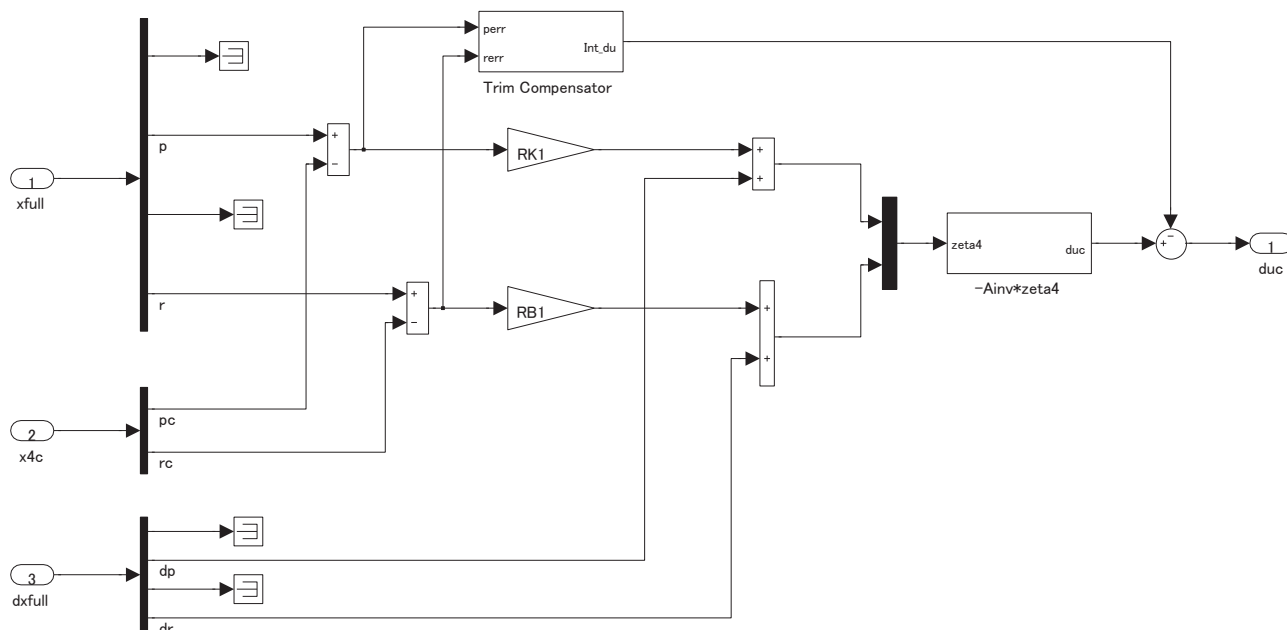 perr
Int_du
rerr
Trim Compensator
+
p
−
RK1
+
+
1
xfull
zeta4
duc
−
+
1
duc
-Ainv*zeta4
r
+
−
RB1
+
+
pc
2
x4c
rc
3
dxfull
dp
dr